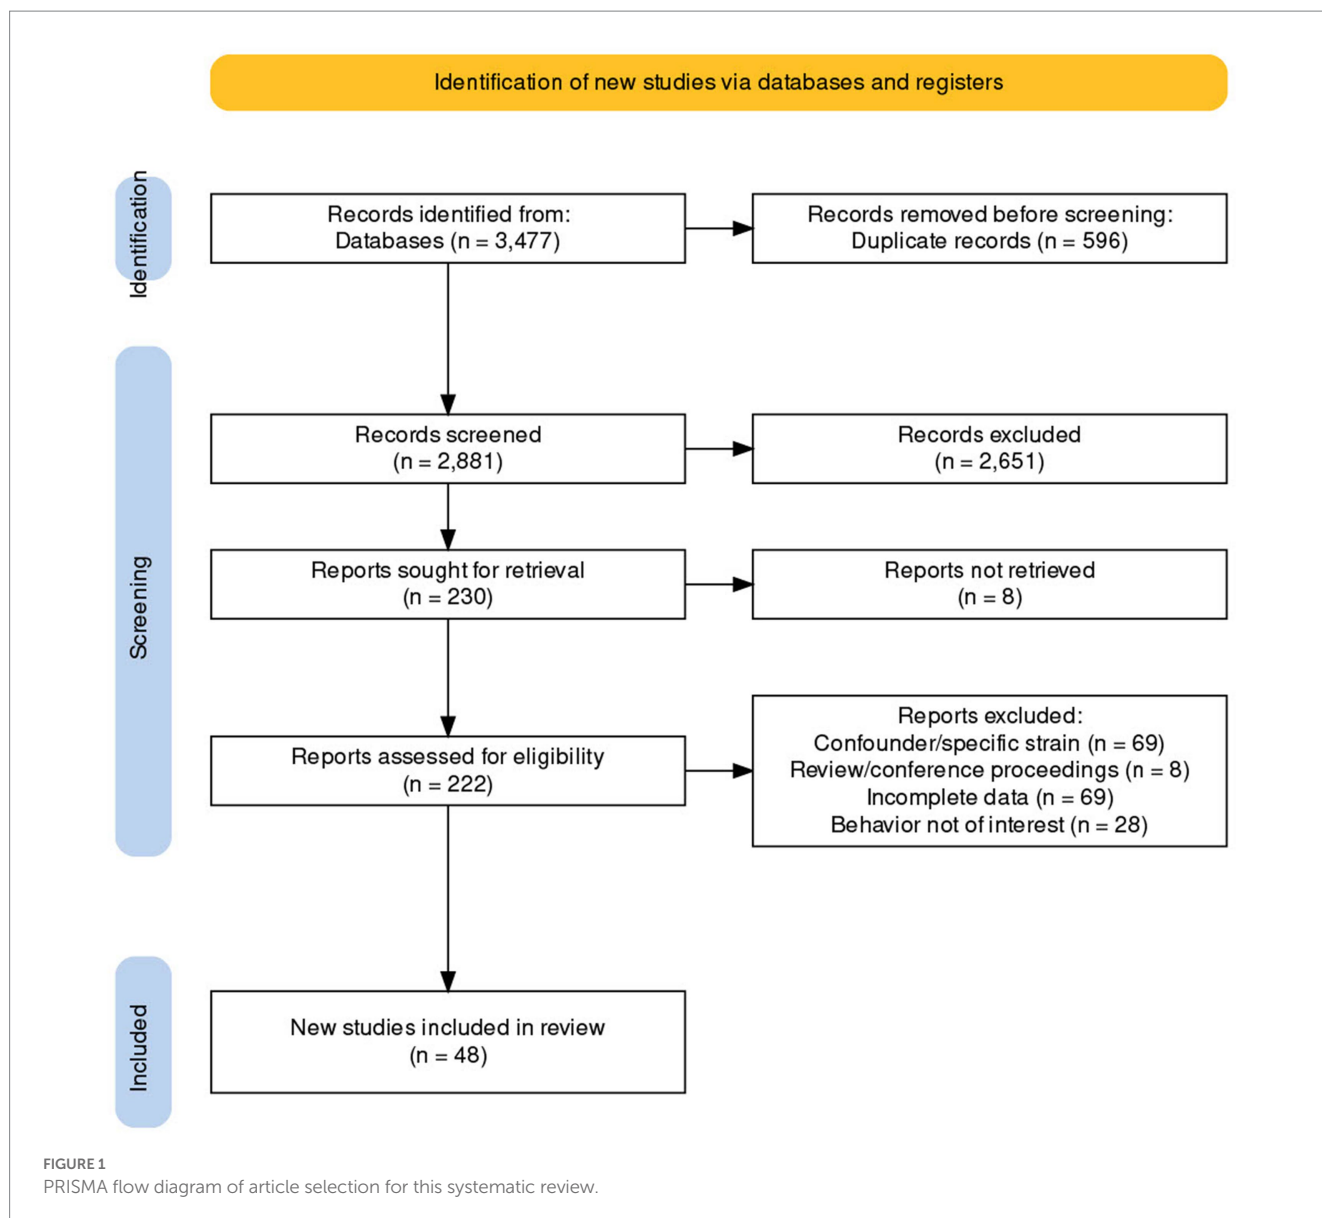 Identification of new studies via databases and registers
Identification
Records identified from:
Databases (n = 3,477)
Records removed before screening:
Duplicate records (n = 596)
Screening
Records screened
(n = 2,881)
Records excluded
(n = 2,651)
Reports sought for retrieval
(n = 230)
Reports not retrieved
(n = 8)
Reports assessed for eligibility
(n = 222)
Reports excluded:
Confounder/specific strain (n = 69)
Review/conference proceedings (n = 8)
Incomplete data (n = 69)
Behavior not of interest (n = 28)
Included
New studies included in review
(n = 48)
FIGURE 1
PRISMA flow diagram of article selection for this systematic review.